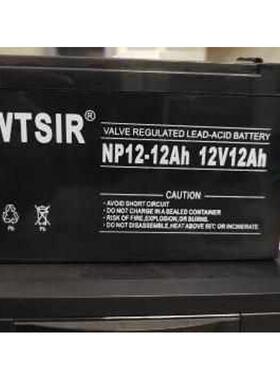 WTSIR®
VALVE REGULATED LEAD-ACID BATTERY
NP12-12Ah 12V12Ah
CAUTION
• AVOID SHORT CIRCUIT
• DO NOT CHARGE IN A SEALED CONTAINER
• RISK OF FIRE,EXPLOSION,OR BURNS.
• DO NOT DISASSEMBLE,HEAT ABOVE SET, OR INCINERATE
Pb Pb